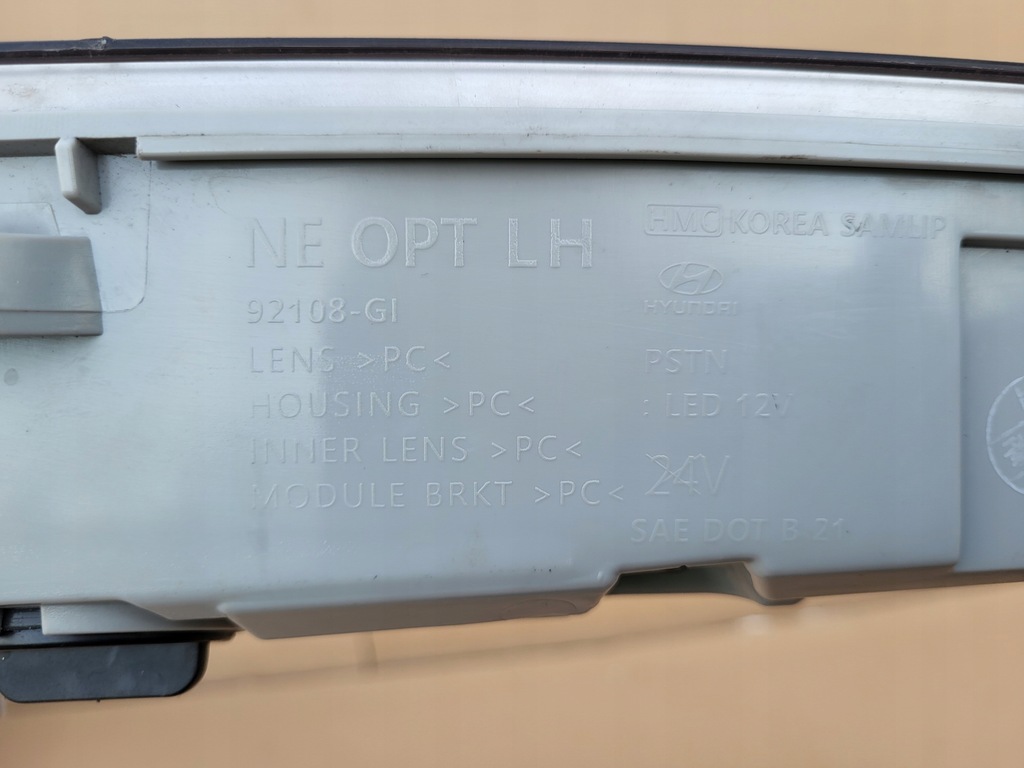 NE OPT LH
92108-GI
LENS >PC<
HOUSING >PC<
INNER LENS >PC<
MODULE BRKT >PC<
HMC KOREA SAMLIP
HYUNDAI
PSTN
: LED 12V
24V
SAE DOT B-21